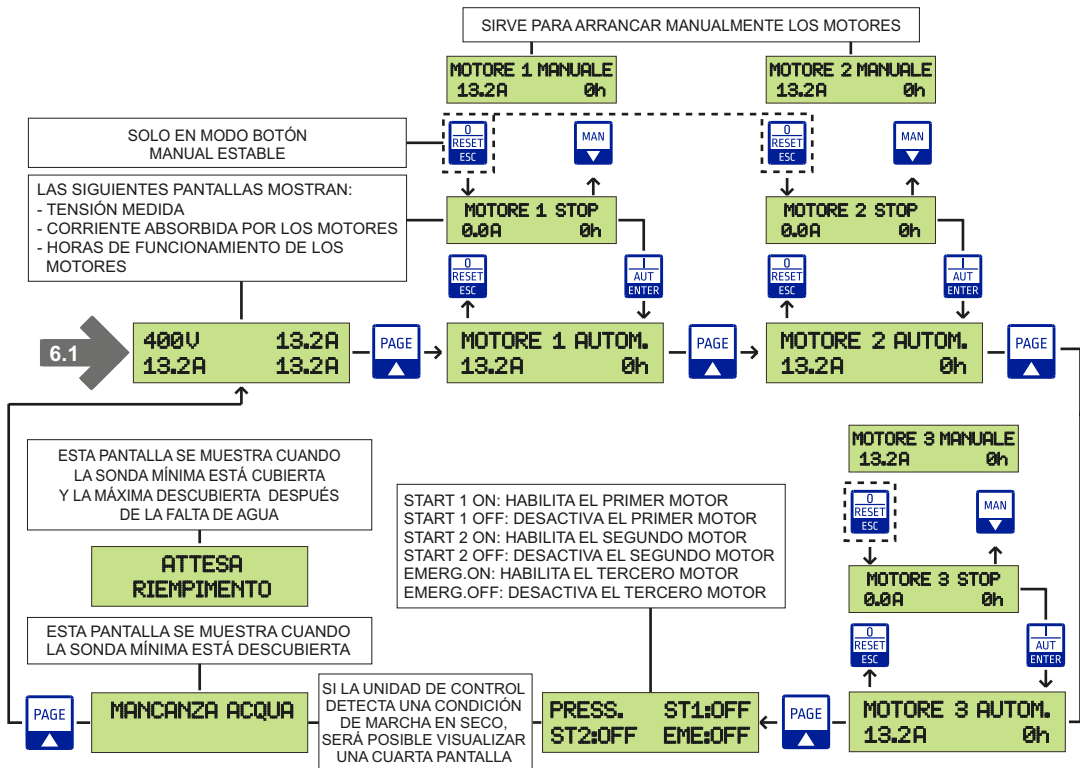 SIRVE PARA ARRANCAR MANUALMENTE LOS MOTORES
MOTORE 1 MANUALE
13.2A 0h
MOTORE 2 MANUALE
13.2A 0h
SOLO EN MODO BOTÓN
MANUAL ESTABLE
0
RESET
ESC
MAN
0
RESET
ESC
MAN
LAS SIGUIENTES PANTALLAS MOSTRAN:
- TENSIÓN MEDIDA
- CORRIENTE ABSORBIDA POR LOS MOTORES
- HORAS DE FUNCIONAMIENTO DE LOS
MOTORES
MOTORE 1 STOP
0.0A 0h
MOTORE 2 STOP
0.0A 0h
0
RESET
ESC
I
AUT
ENTER
0
RESET
ESC
I
AUT
ENTER
6.1
400V 13.2A
13.2A 13.2A
PAGE
MOTORE 1 AUTOM.
13.2A 0h
PAGE
MOTORE 2 AUTOM.
13.2A 0h
PAGE
ESTA PANTALLA SE MUESTRA CUANDO
LA SONDA MÍNIMA ESTÁ CUBIERTA
Y LA MÁXIMA DESCUBIERTA DESPUÉS
DE LA FALTA DE AGUA
ATTESA
RIEMPIMENTO
START 1 ON: HABILITA EL PRIMER MOTOR
START 1 OFF: DESACTIVA EL PRIMER MOTOR
START 2 ON: HABILITA EL SEGUNDO MOTOR
START 2 OFF: DESACTIVA EL SEGUNDO MOTOR
EMERG.ON: HABILITA EL TERCERO MOTOR
EMERG.OFF: DESACTIVA EL TERCERO MOTOR
MOTORE 3 MANUALE
13.2A 0h
0
RESET
ESC
MAN
MOTORE 3 STOP
0.0A 0h
0
RESET
ESC
I
AUT
ENTER
ESTA PANTALLA SE MUESTRA CUANDO
LA SONDA MÍNIMA ESTÁ DESCUBIERTA
PAGE
MANCANZA ACQUA
SI LA UNIDAD DE CONTROL
DETECTA UNA CONDICIÓN
DE MARCHA EN SECO,
SERÁ POSIBLE VISUALIZAR
UNA CUARTA PANTALLA
PRESS. ST1:OFF
ST2:OFF EME:OFF
PAGE
MOTORE 3 AUTOM.
13.2A 0h